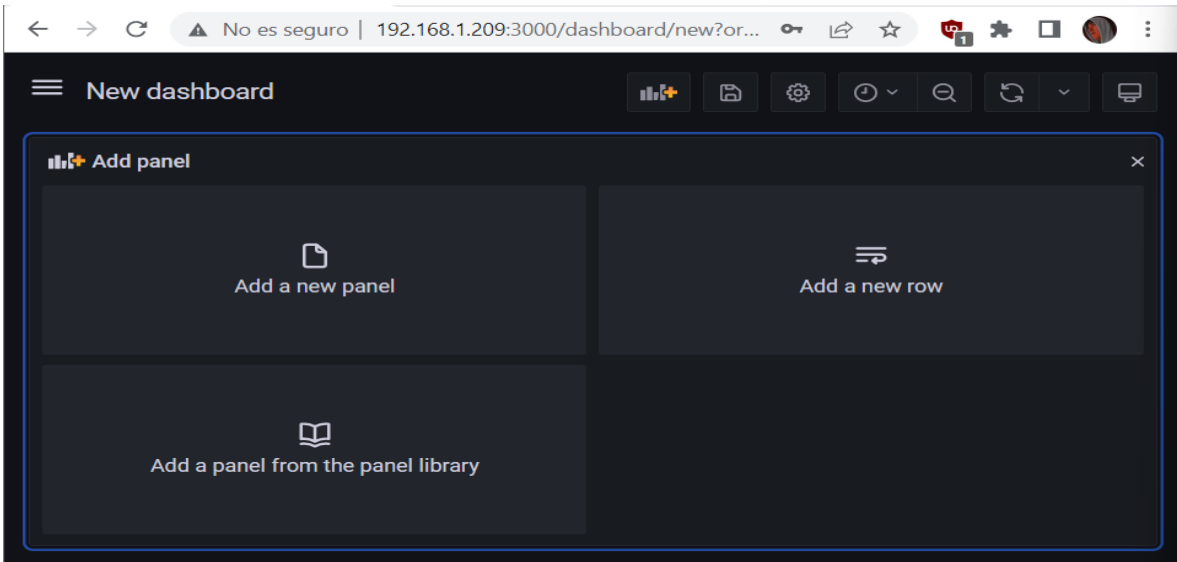 No es seguro | 192.168.1.209:3000/dashboard/new?or...
1
New dashboard
Add panel
Add a new panel
Add a new row
Add a panel from the panel library